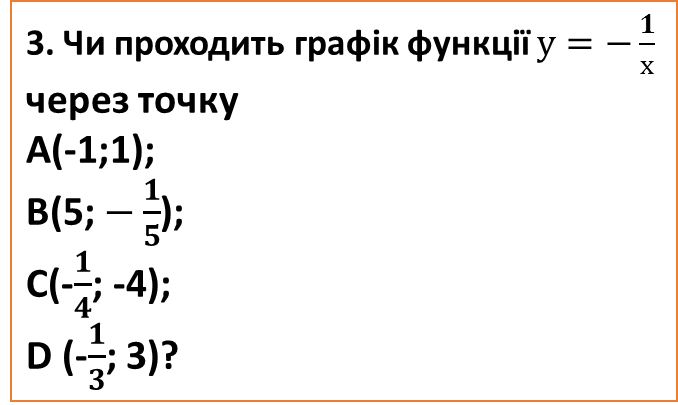 3. Чи проходить графік функції y = −1/x
через точку
A(-1;1);
B(5; −1/5);
C(-1/4; -4);
D (-1/3; 3)?